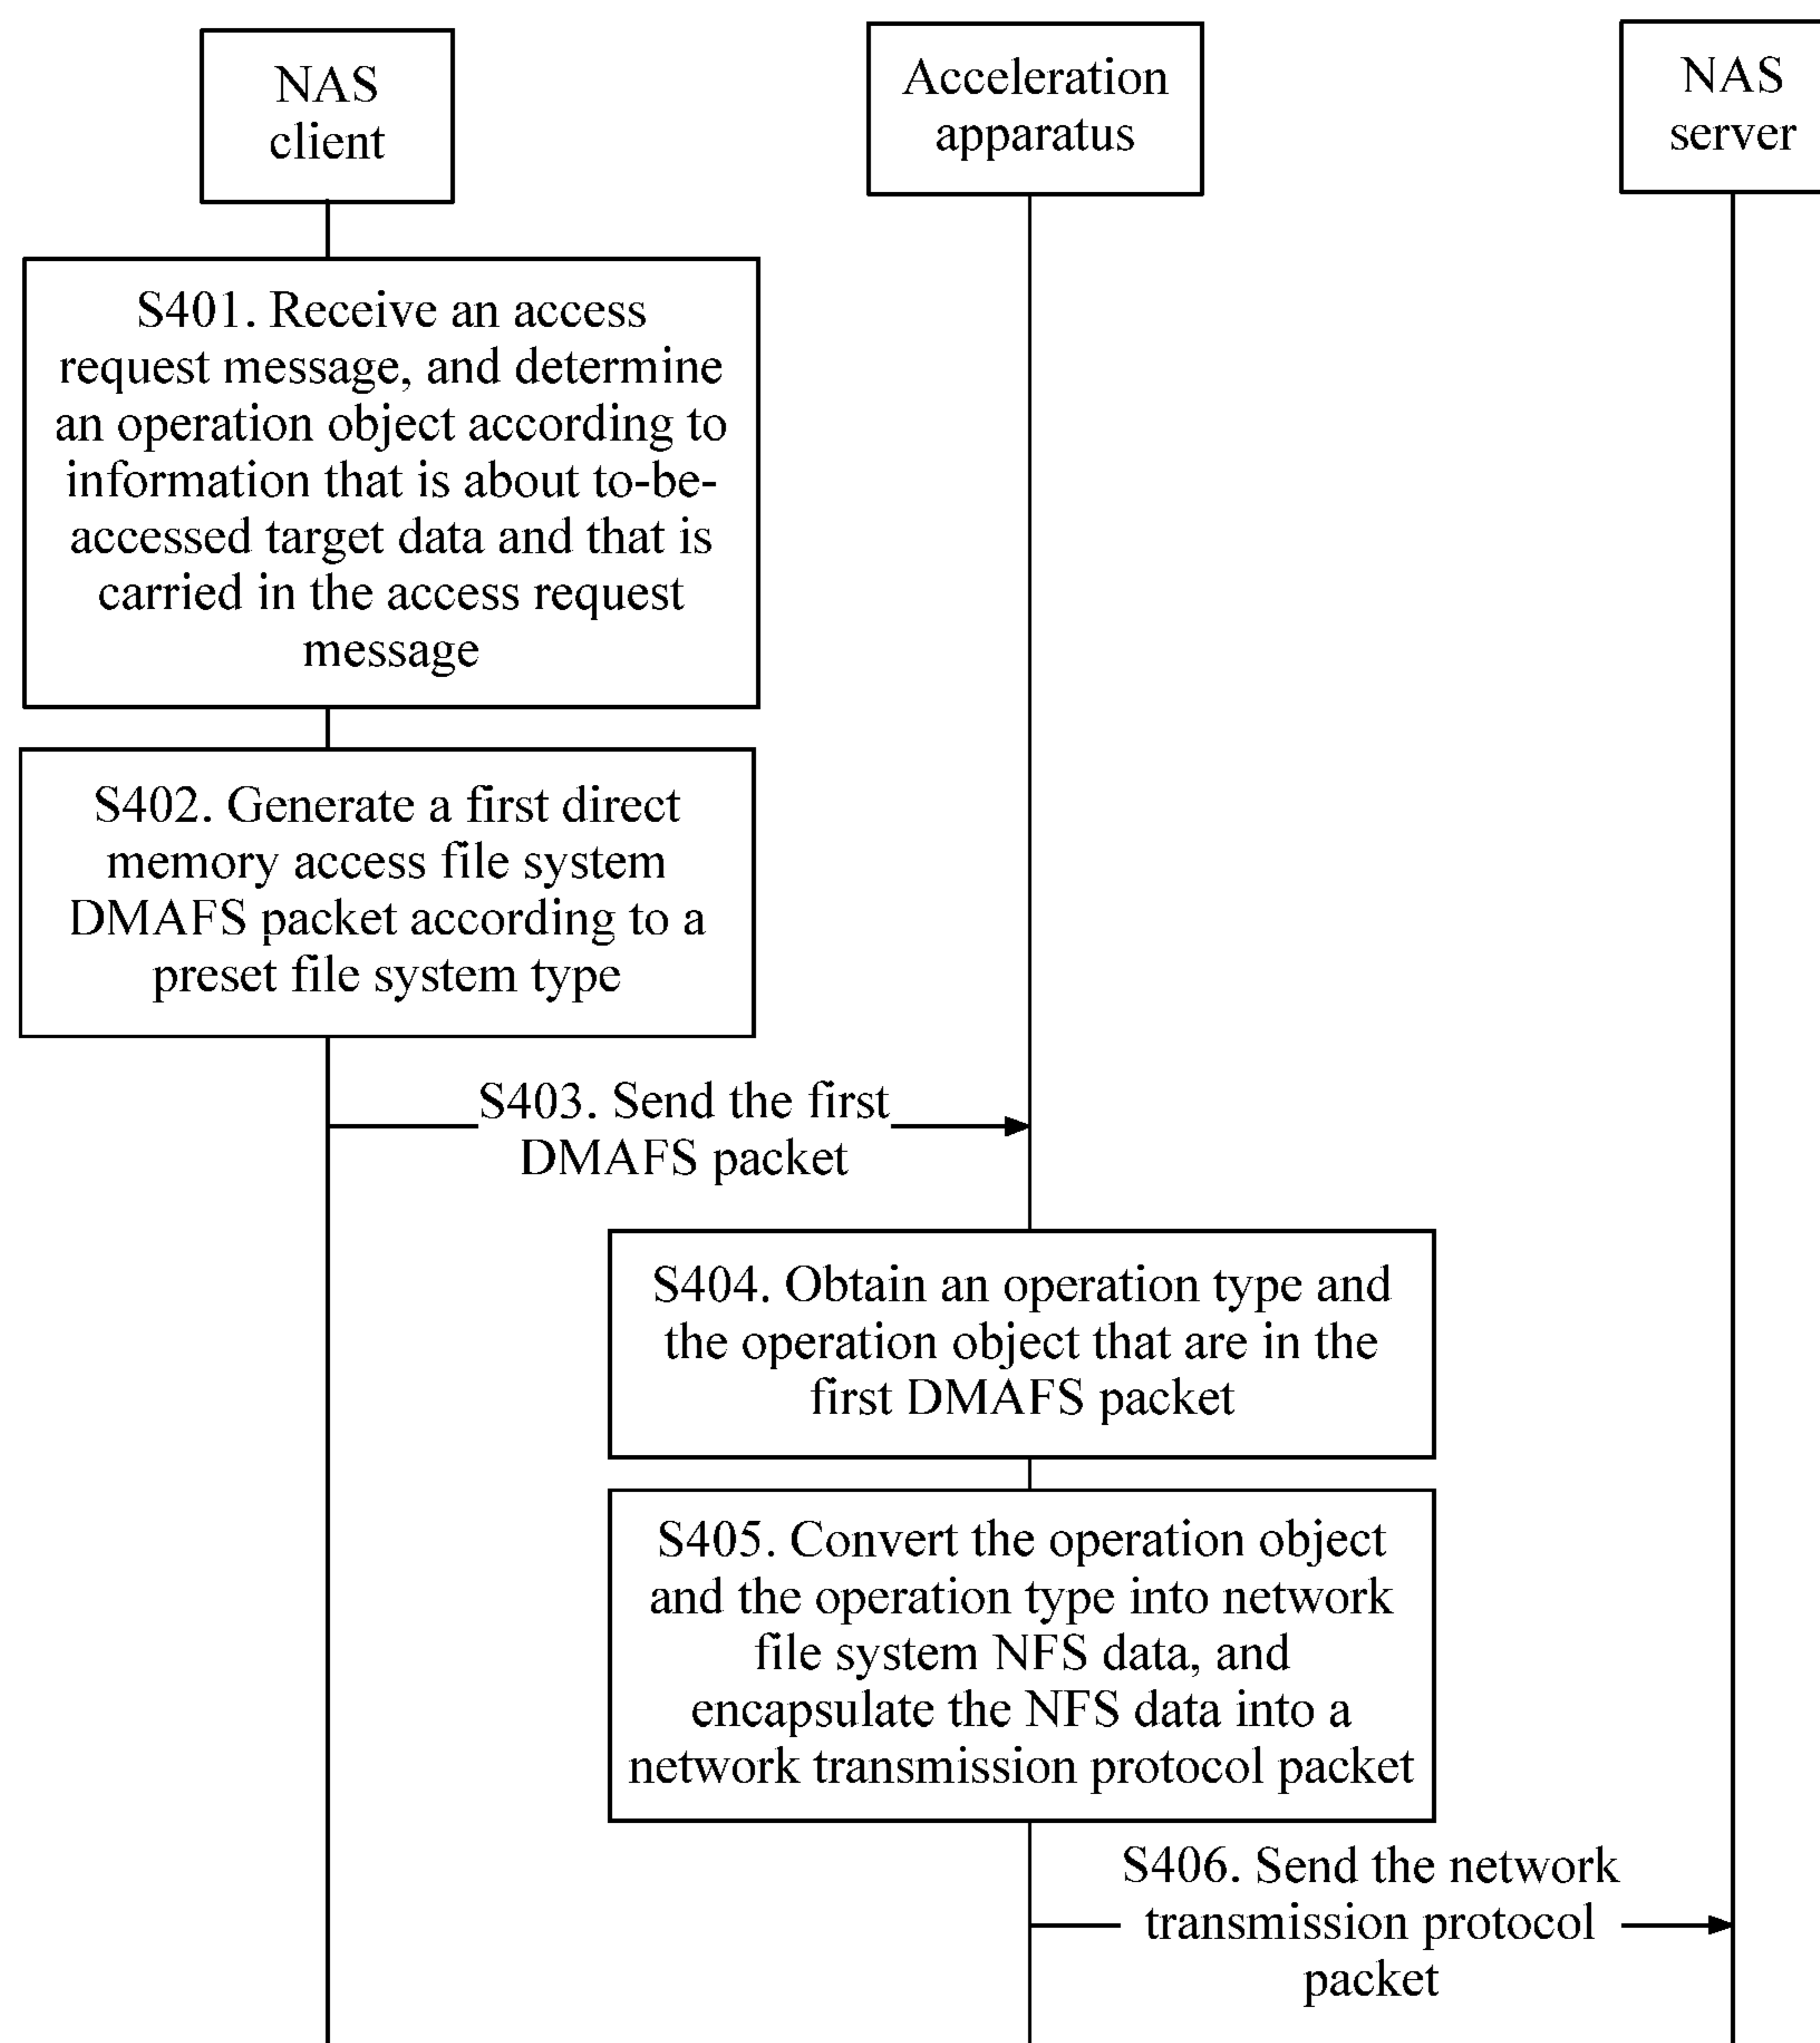 NAS
client
Acceleration
apparatus
NAS
server
S401. Receive an access
request message, and determine
an operation object according to
information that is about to-be-
accessed target data and that is
carried in the access request
message
S402. Generate a first direct
memory access file system
DMAFS packet according to a
preset file system type
S403. Send the first
DMAFS packet
S404. Obtain an operation type and
the operation object that are in the
first DMAFS packet
S405. Convert the operation object
and the operation type into network
file system NFS data, and
encapsulate the NFS data into a
network transmission protocol packet
S406. Send the network
transmission protocol
packet